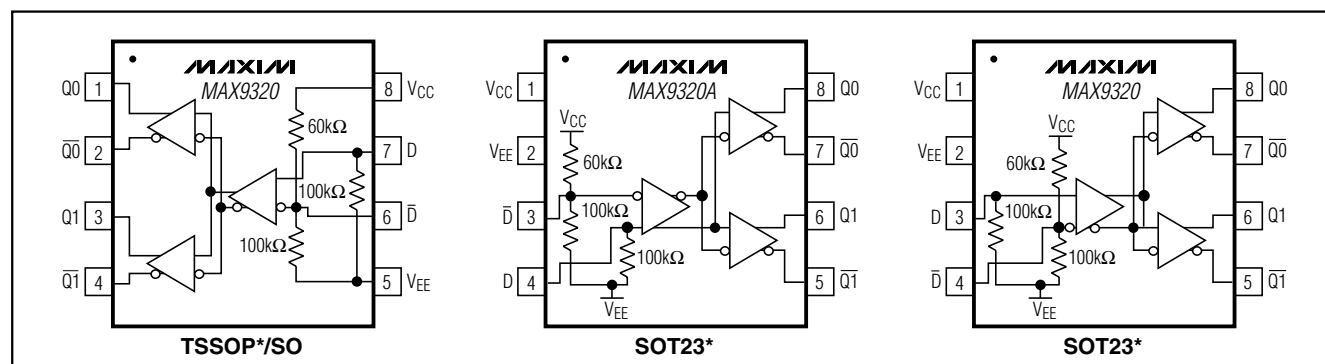 MAXIM
MAX9320
Q0 1
Q0 2
Q1 3
Q1 4
8 VCC
7 D
6 D
5 VEE
60kΩ
100kΩ
100kΩ
TSSOP*/SO
MAXIM
MAX9320A
VCC 1
VEE 2
D 3
D 4
8 Q0
7 Q0
6 Q1
5 Q1
VCC
60kΩ
100kΩ
100kΩ
VEE
SOT23*
MAXIM
MAX9320
VCC 1
VEE 2
D 3
D 4
8 Q0
7 Q0
6 Q1
5 Q1
VCC
60kΩ
100kΩ
100kΩ
VEE
SOT23*